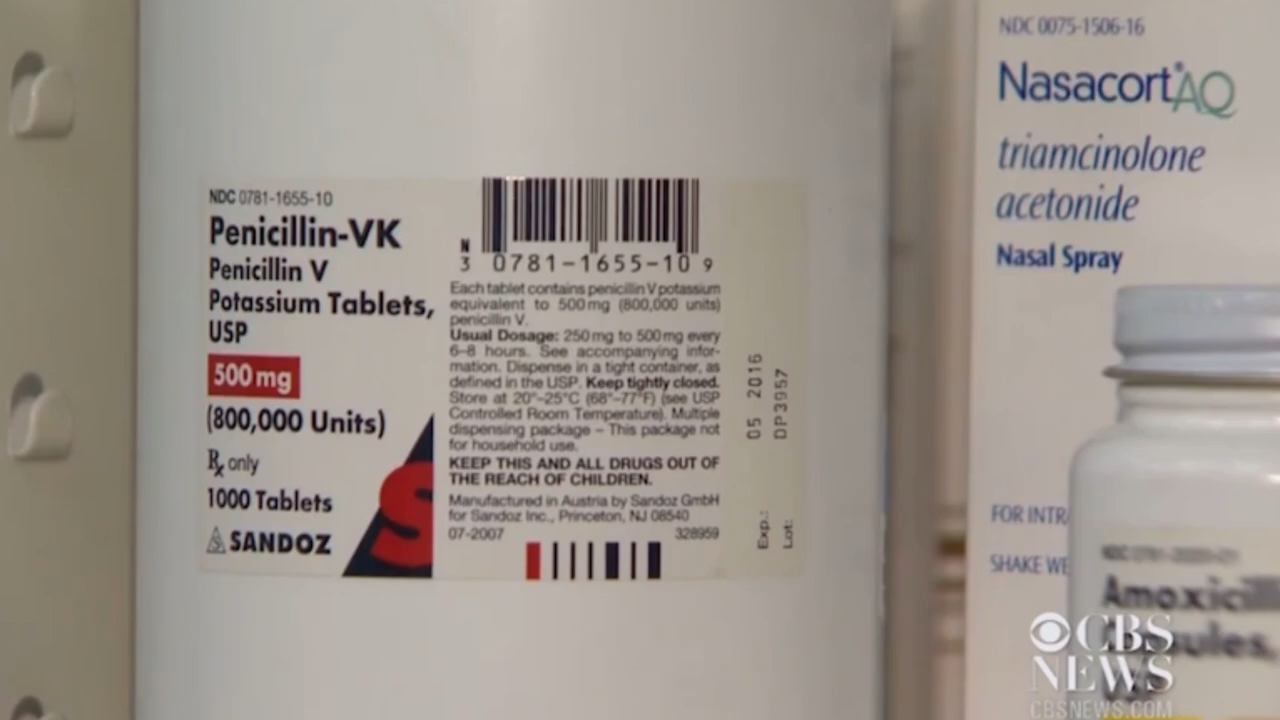 NDC 0781-1655-10
Penicillin-VK
Penicillin V
Potassium Tablets,
USP
500 mg
(800,000 Units)
Rx only
1000 Tablets
SANDOZ
S
N
3 0781-1655-10 9
Each tablet contains penicillin V potassium
equivalent to 500 mg (800,000 units)
penicillin V.
Usual Dosage: 250 mg to 500 mg every
6–8 hours. See accompanying infor-
mation. Dispense in a tight container, as
defined in the USP. Keep tightly closed.
Store at 20°–25°C (68°–77°F) (see USP
Controlled Room Temperature). Multiple
dispensing package – This package not
for household use.
KEEP THIS AND ALL DRUGS OUT OF
THE REACH OF CHILDREN.
Manufactured in Austria by Sandoz GmbH
for Sandoz Inc., Princeton, NJ 08540
07-2007 328959
Exp.: 05 2016
Lot: DP3957
NDC 0075-1506-16
Nasacort® AQ
triamcinolone
acetonide
Nasal Spray
FOR INTRA
SHAKE WE
Amoxicill
CBS
NEWS
CBSNEWS.COM